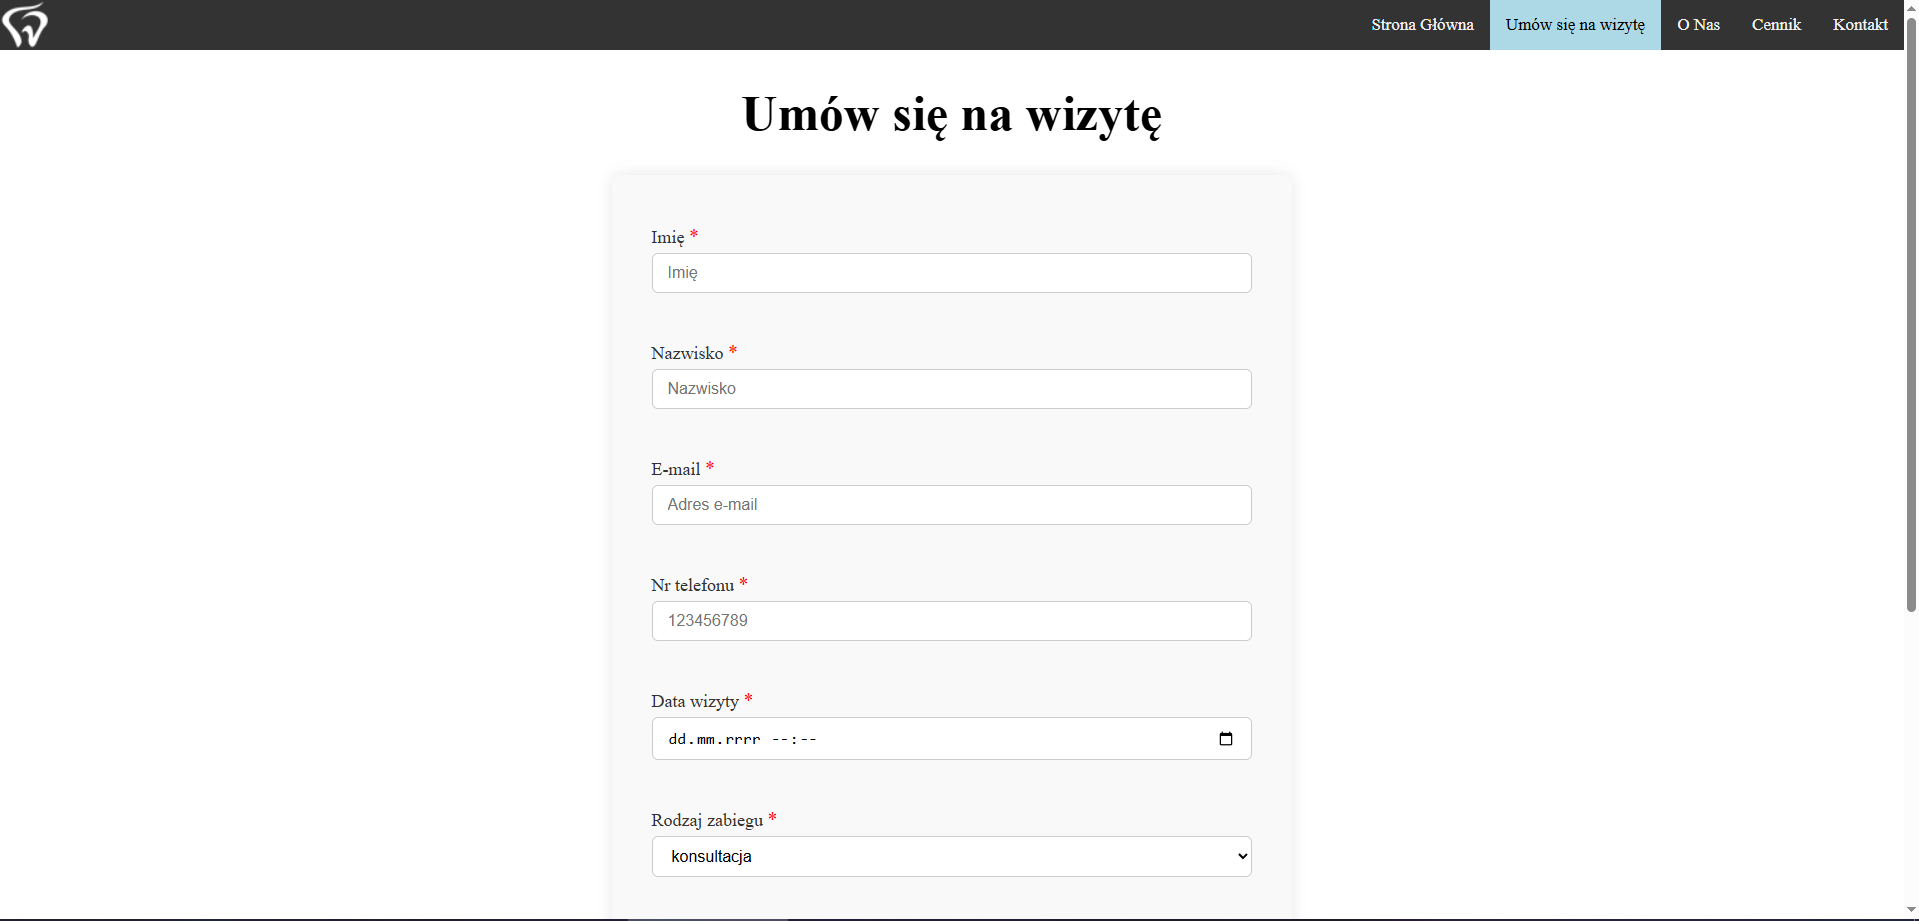 Strona Główna Umów się na wizytę O Nas Cennik Kontakt
Umów się na wizytę
Imię *
Imię
Nazwisko *
Nazwisko
E-mail *
Adres e-mail
Nr telefonu *
123456789
Data wizyty *
dd.mm.rrrr --:--
Rodzaj zabiegu *
konsultacja